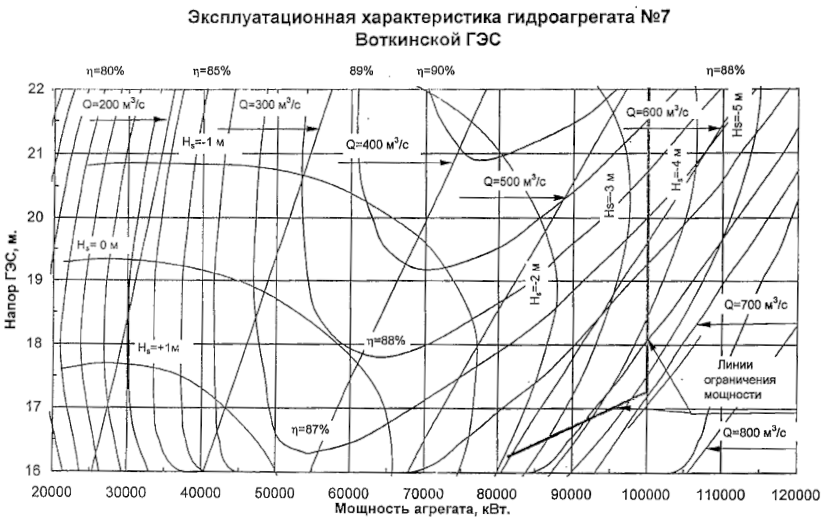 Эксплуатационная характеристика гидроагрегата №7
Воткинской ГЭС
η=80% η=85% 89% η=90% η=88%
22
Q=200 м³/с Q=300 м³/с Q=600 м³/с Hs=-5 м
Hs=-1 м Q=400 м³/с
21
Q=500 м³/с Hs=-3 м Hs=-4 м
20
Hs= 0 м
Hs=-2 м
19
Q=700 м³/с
18
Hs=+1м η=88%
Линии
ограничения
мощности
17
η=87% Q=800 м³/с
16
Напор ГЭС, м.
20000 30000 40000 50000 60000 70000 80000 90000 100000 110000 120000
Мощность агрегата, кВт.